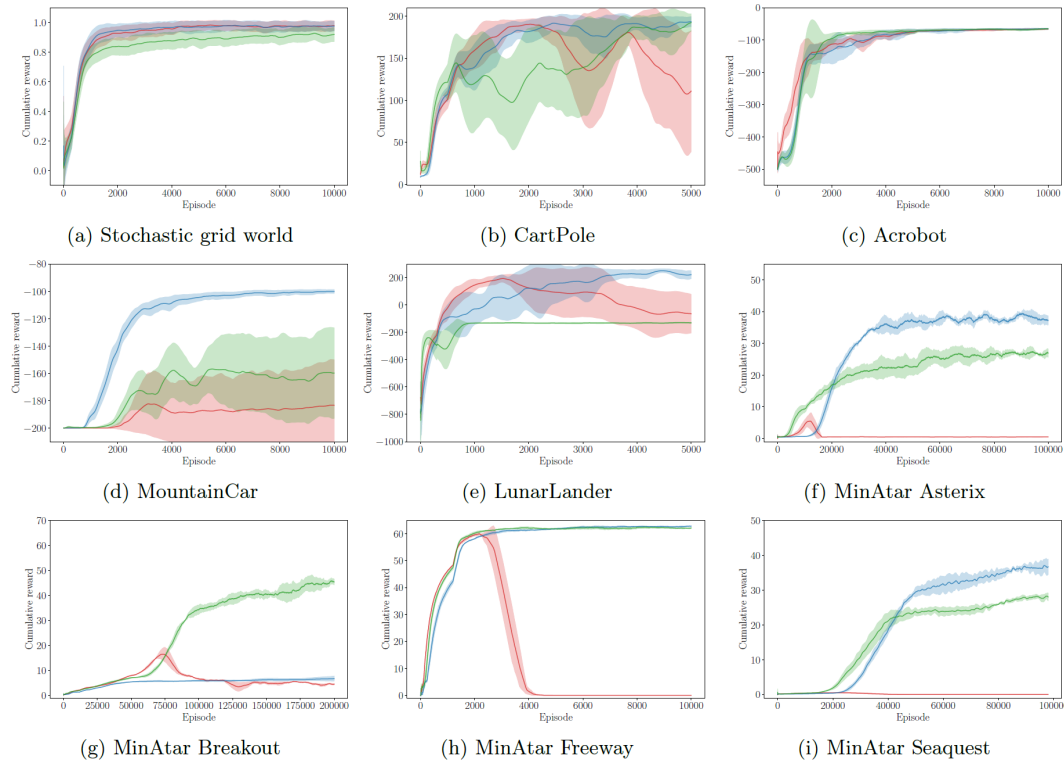 Cumulative reward
1.0
0.8
0.6
0.4
0.2
0.0
0 2000 4000 6000 8000 10000
Episode
(a) Stochastic grid world
Cumulative reward
200
150
100
50
0
0 1000 2000 3000 4000 5000
Episode
(b) CartPole
Cumulative reward
0
−100
−200
−300
−400
−500
0 2000 4000 6000 8000 10000
Episode
(c) Acrobot
Cumulative reward
−80
−100
−120
−140
−160
−180
−200
0 2000 4000 6000 8000 10000
Episode
(d) MountainCar
Cumulative reward
200
0
−200
−400
−600
−800
−1000
0 1000 2000 3000 4000 5000
Episode
(e) LunarLander
Cumulative reward
50
40
30
20
10
0
0 20000 40000 60000 80000 100000
Episode
(f) MinAtar Asterix
Cumulative reward
70
60
50
40
30
20
10
0
0 25000 50000 75000 100000 125000 150000 175000 200000
Episode
(g) MinAtar Breakout
Cumulative reward
60
50
40
30
20
10
0
0 2000 4000 6000 8000 10000
Episode
(h) MinAtar Freeway
Cumulative reward
50
40
30
20
10
0
0 20000 40000 60000 80000 10000
Episode
(i) MinAtar Seaquest